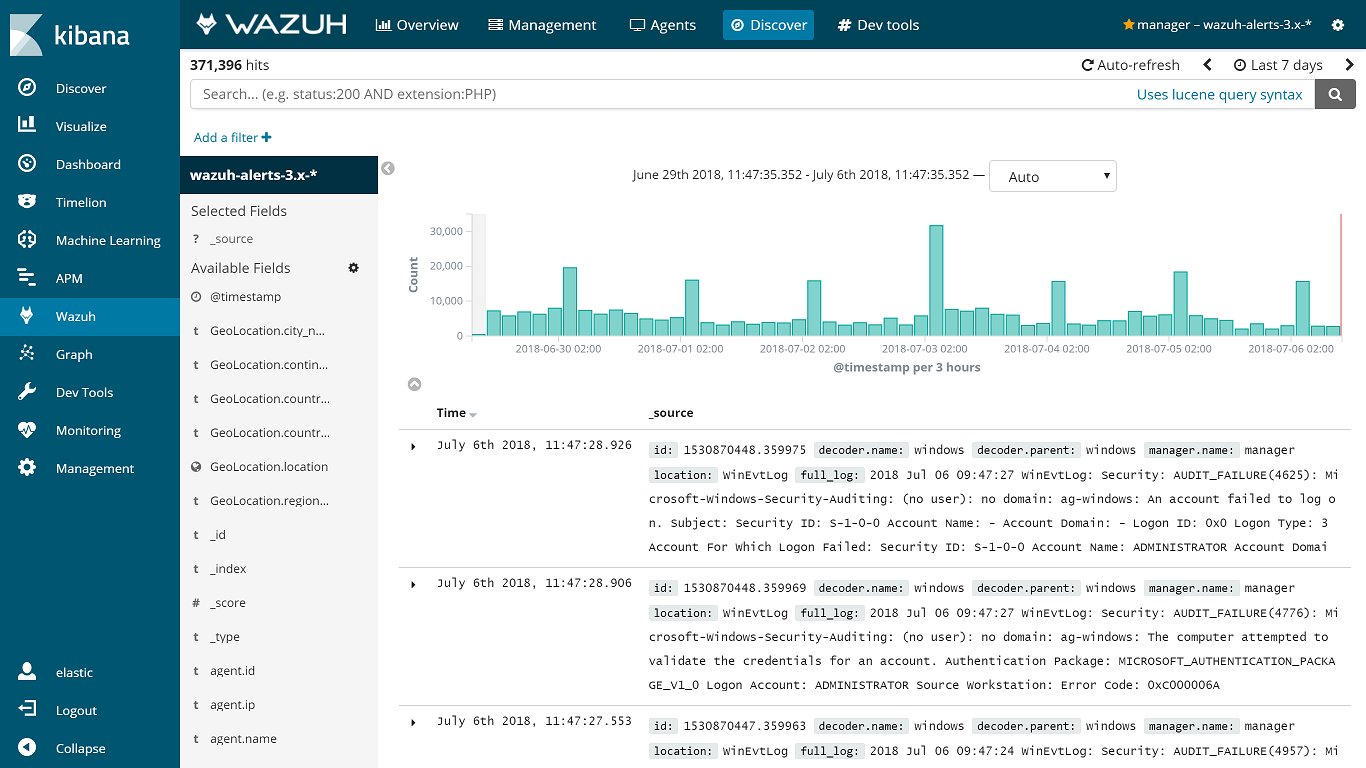 kibana
Discover
Visualize
Dashboard
Timelion
Machine Learning
APM
Wazuh
Graph
Dev Tools
Monitoring
Management
elastic
Logout
Collapse
WAZUH Overview Management Agents Discover # Dev tools manager – wazuh-alerts-3.x-*
371,396 hits Auto-refresh Last 7 days
Search... (e.g. status:200 AND extension:PHP) Uses lucene query syntax
Add a filter +
wazuh-alerts-3.x-*
Selected Fields
? _source
Available Fields
@timestamp
t GeoLocation.city_n...
t GeoLocation.contin...
t GeoLocation.countr...
t GeoLocation.countr...
GeoLocation.location
t GeoLocation.region...
t _id
t _index
# _score
t _type
t agent.id
t agent.ip
t agent.name
June 29th 2018, 11:47:35.352 - July 6th 2018, 11:47:35.352 — Auto
Count
30,000
20,000
10,000
0
2018-06-30 02:00 2018-07-01 02:00 2018-07-02 02:00 2018-07-03 02:00 2018-07-04 02:00 2018-07-05 02:00 2018-07-06 02:00
@timestamp per 3 hours
Time _source
July 6th 2018, 11:47:28.926 id: 1530870448.359975 decoder.name: windows decoder.parent: windows manager.name: manager
location: WinEvtLog full_log: 2018 Jul 06 09:47:27 WinEvtLog: Security: AUDIT_FAILURE(4625): Mi
crosoft-Windows-Security-Auditing: (no user): no domain: ag-windows: An account failed to log o
n. Subject: Security ID: S-1-0-0 Account Name: - Account Domain: - Logon ID: 0x0 Logon Type: 3
Account For Which Logon Failed: Security ID: S-1-0-0 Account Name: ADMINISTRATOR Account Domai
July 6th 2018, 11:47:28.906 id: 1530870448.359969 decoder.name: windows decoder.parent: windows manager.name: manager
location: WinEvtLog full_log: 2018 Jul 06 09:47:27 WinEvtLog: Security: AUDIT_FAILURE(4776): Mi
crosoft-Windows-Security-Auditing: (no user): no domain: ag-windows: The computer attempted to
validate the credentials for an account. Authentication Package: MICROSOFT_AUTHENTICATION_PACKA
GE_V1_0 Logon Account: ADMINISTRATOR Source Workstation: Error Code: 0xC000006A
July 6th 2018, 11:47:27.553 id: 1530870447.359963 decoder.name: windows decoder.parent: windows manager.name: manager
location: WinEvtLog full_log: 2018 Jul 06 09:47:24 WinEvtLog: Security: AUDIT_FAILURE(4957): Mi